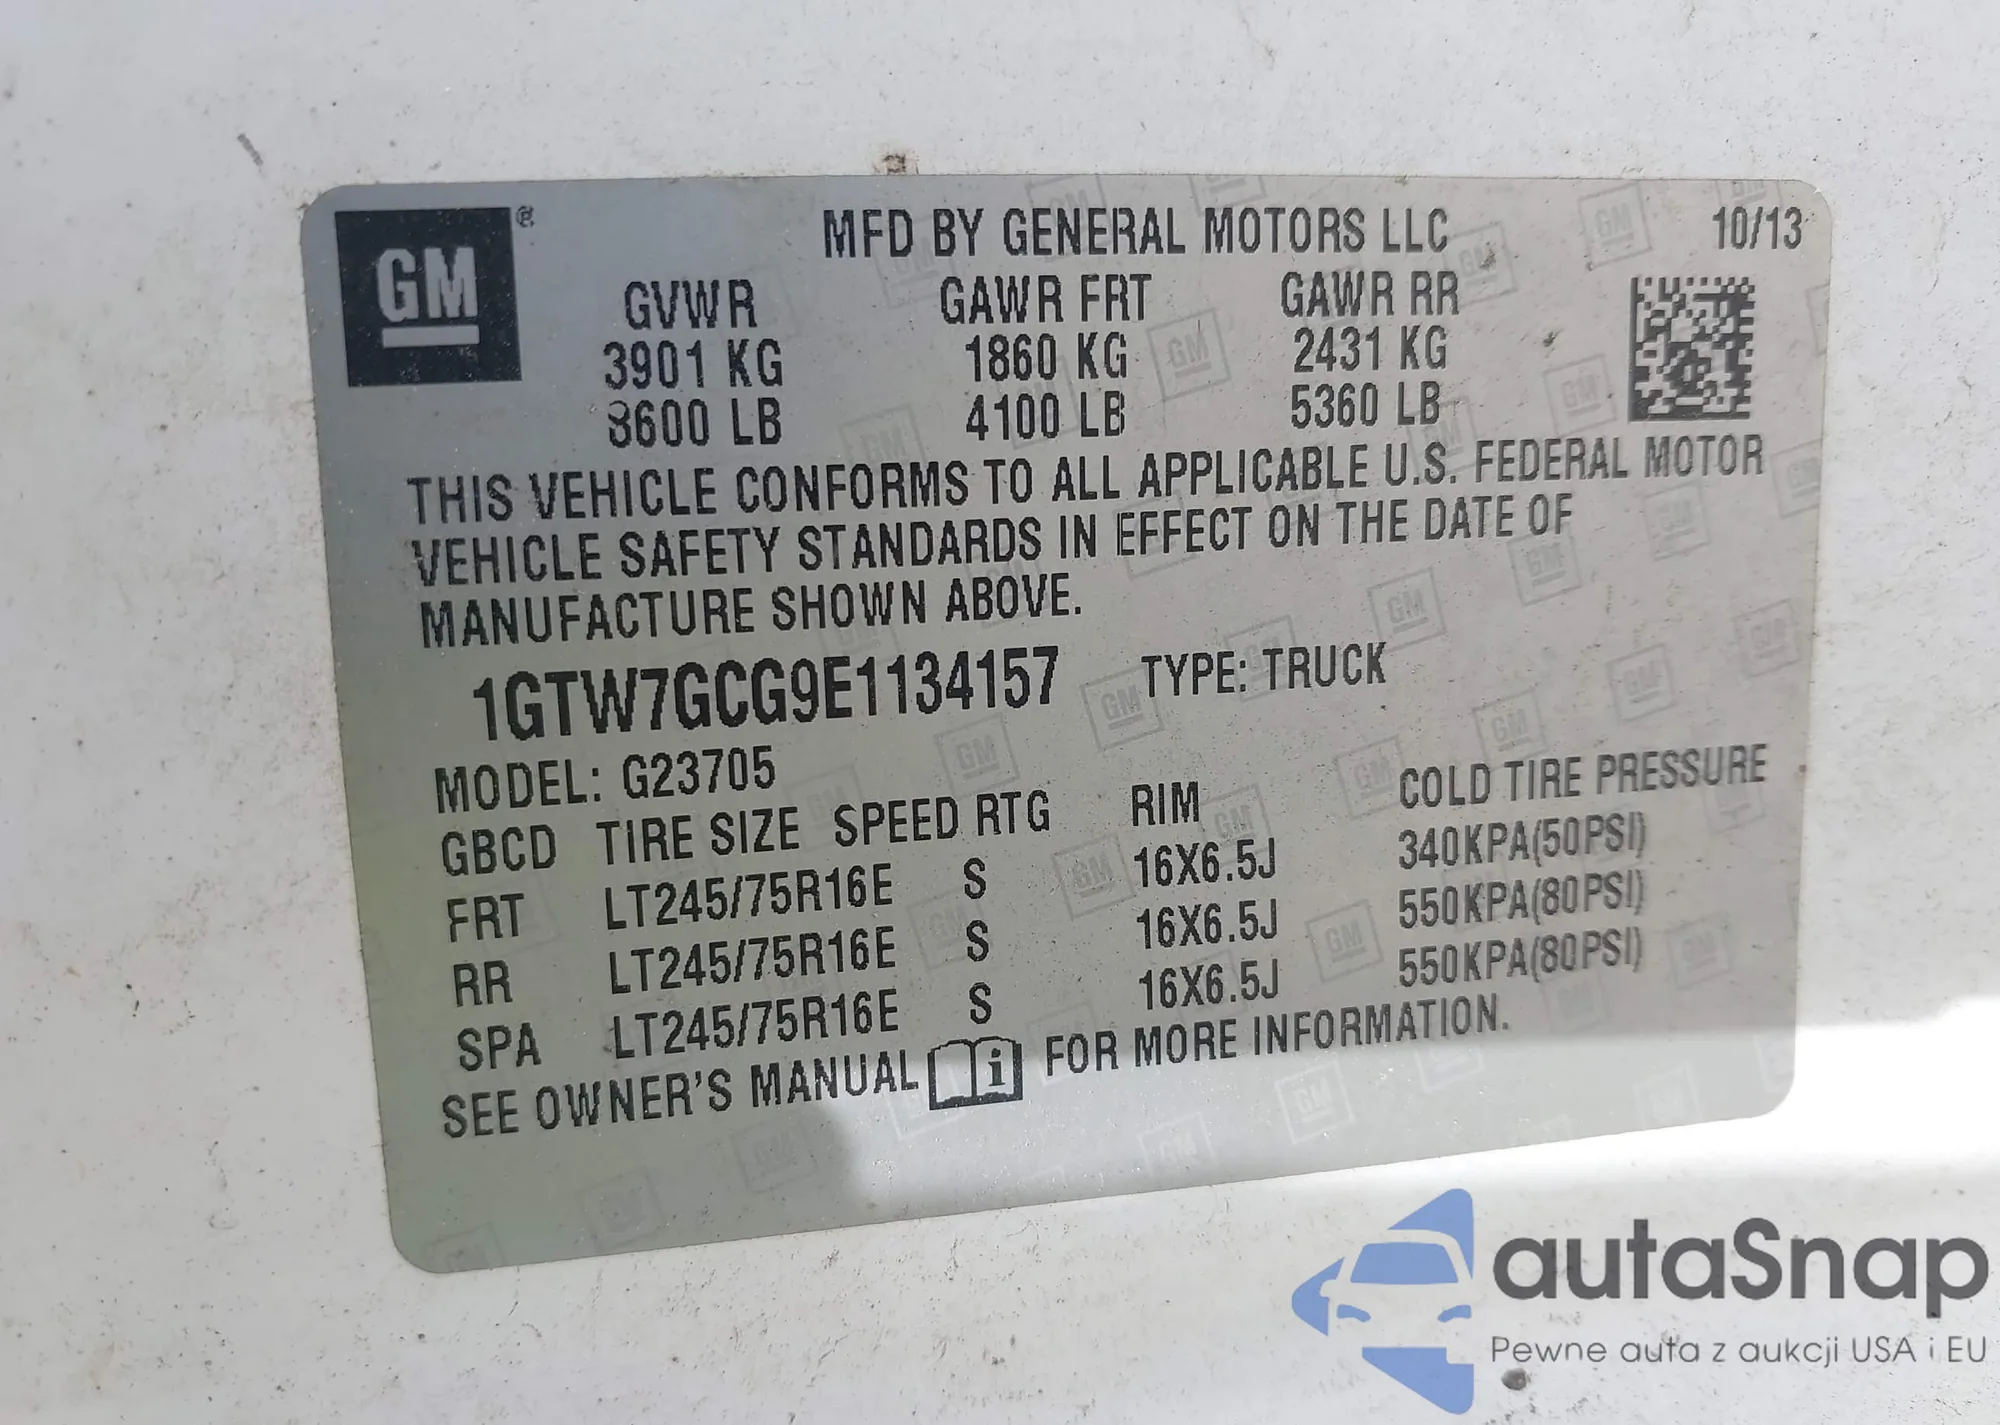 GM®
MFD BY GENERAL MOTORS LLC 10/13
GVWR GAWR FRT GAWR RR
3901 KG 1860 KG 2431 KG
8600 LB 4100 LB 5360 LB
THIS VEHICLE CONFORMS TO ALL APPLICABLE U.S. FEDERAL MOTOR
VEHICLE SAFETY STANDARDS IN EFFECT ON THE DATE OF
MANUFACTURE SHOWN ABOVE.
1GTW7GCG9E1134157 TYPE: TRUCK
MODEL: G23705
GBCD TIRE SIZE SPEED RTG RIM COLD TIRE PRESSURE
FRT LT245/75R16E S 16X6.5J 340KPA(50PSI)
RR LT245/75R16E S 16X6.5J 550KPA(80PSI)
SPA LT245/75R16E S 16X6.5J 550KPA(80PSI)
SEE OWNER'S MANUAL i FOR MORE INFORMATION.
autaSnap
Pewne auta z aukcji USA i EU